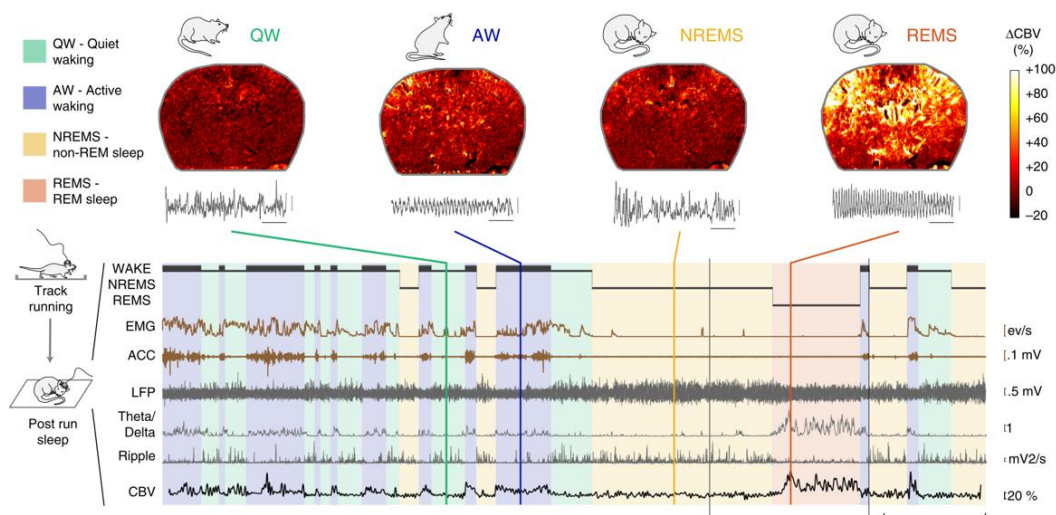 QW
AW
NREMS
REMS
ΔCBV
(%)
+100
+80
+60
+40
+20
0
−20
QW - Quiet
waking
AW - Active
waking
NREMS -
non-REM sleep
REMS -
REM sleep
Track
running
Post run
sleep
WAKE
NREMS
REMS
EMG
ev/s
ACC
.1 mV
LFP
.5 mV
Theta/
Delta
1
Ripple
mV2/s
CBV
20 %